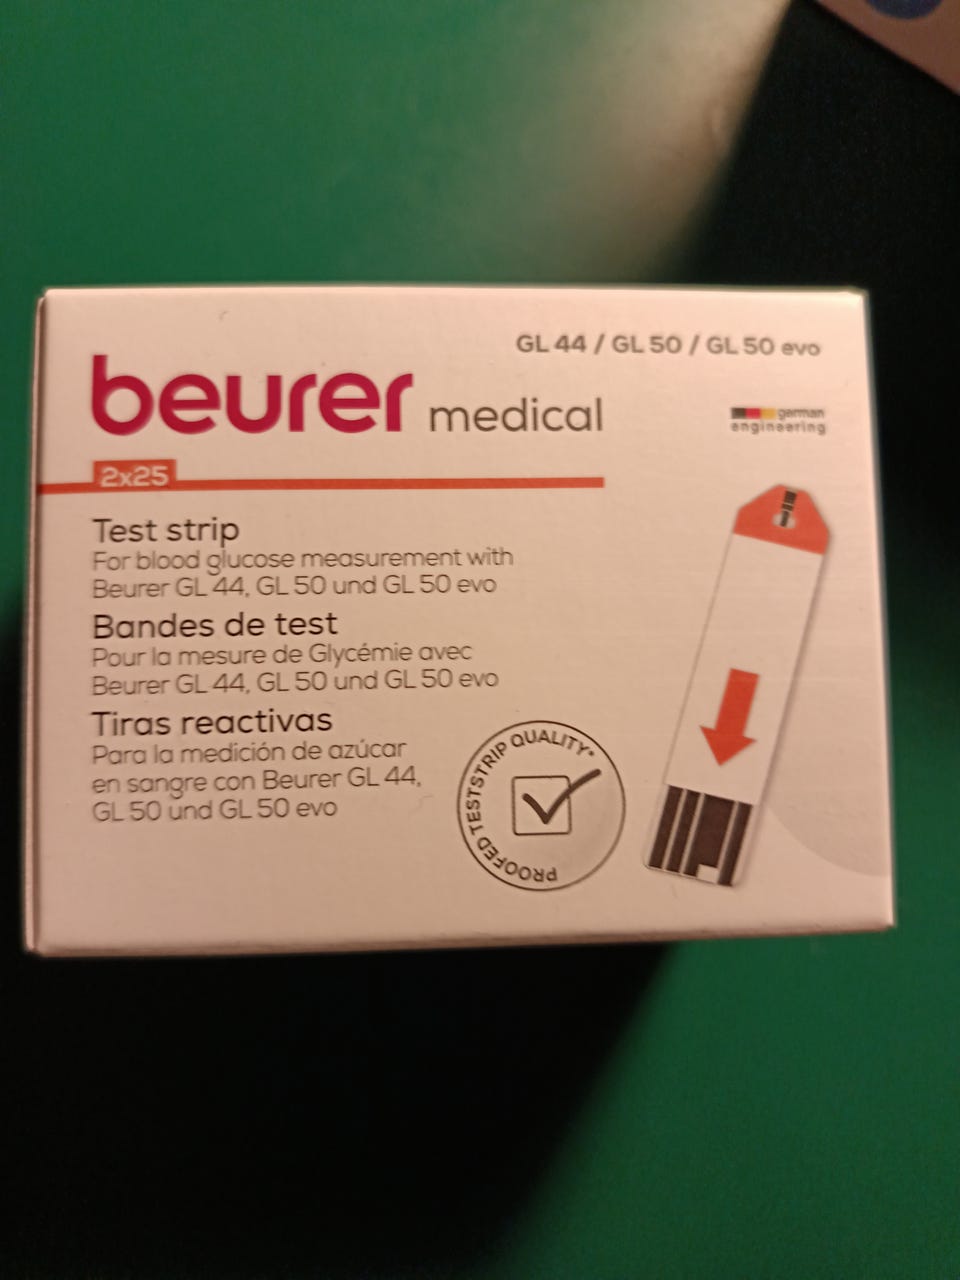 GL 44 / GL 50 / GL 50 evo
beurer medical
german
engineering
2x25
Test strip
For blood glucose measurement with
Beurer GL 44, GL 50 und GL 50 evo
Bandes de test
Pour la mesure de Glycémie avec
Beurer GL 44, GL 50 und GL 50 evo
Tiras reactivas
Para la medición de azúcar
en sangre con Beurer GL 44,
GL 50 und GL 50 evo
PROOFED TESTSTRIP QUALITY*